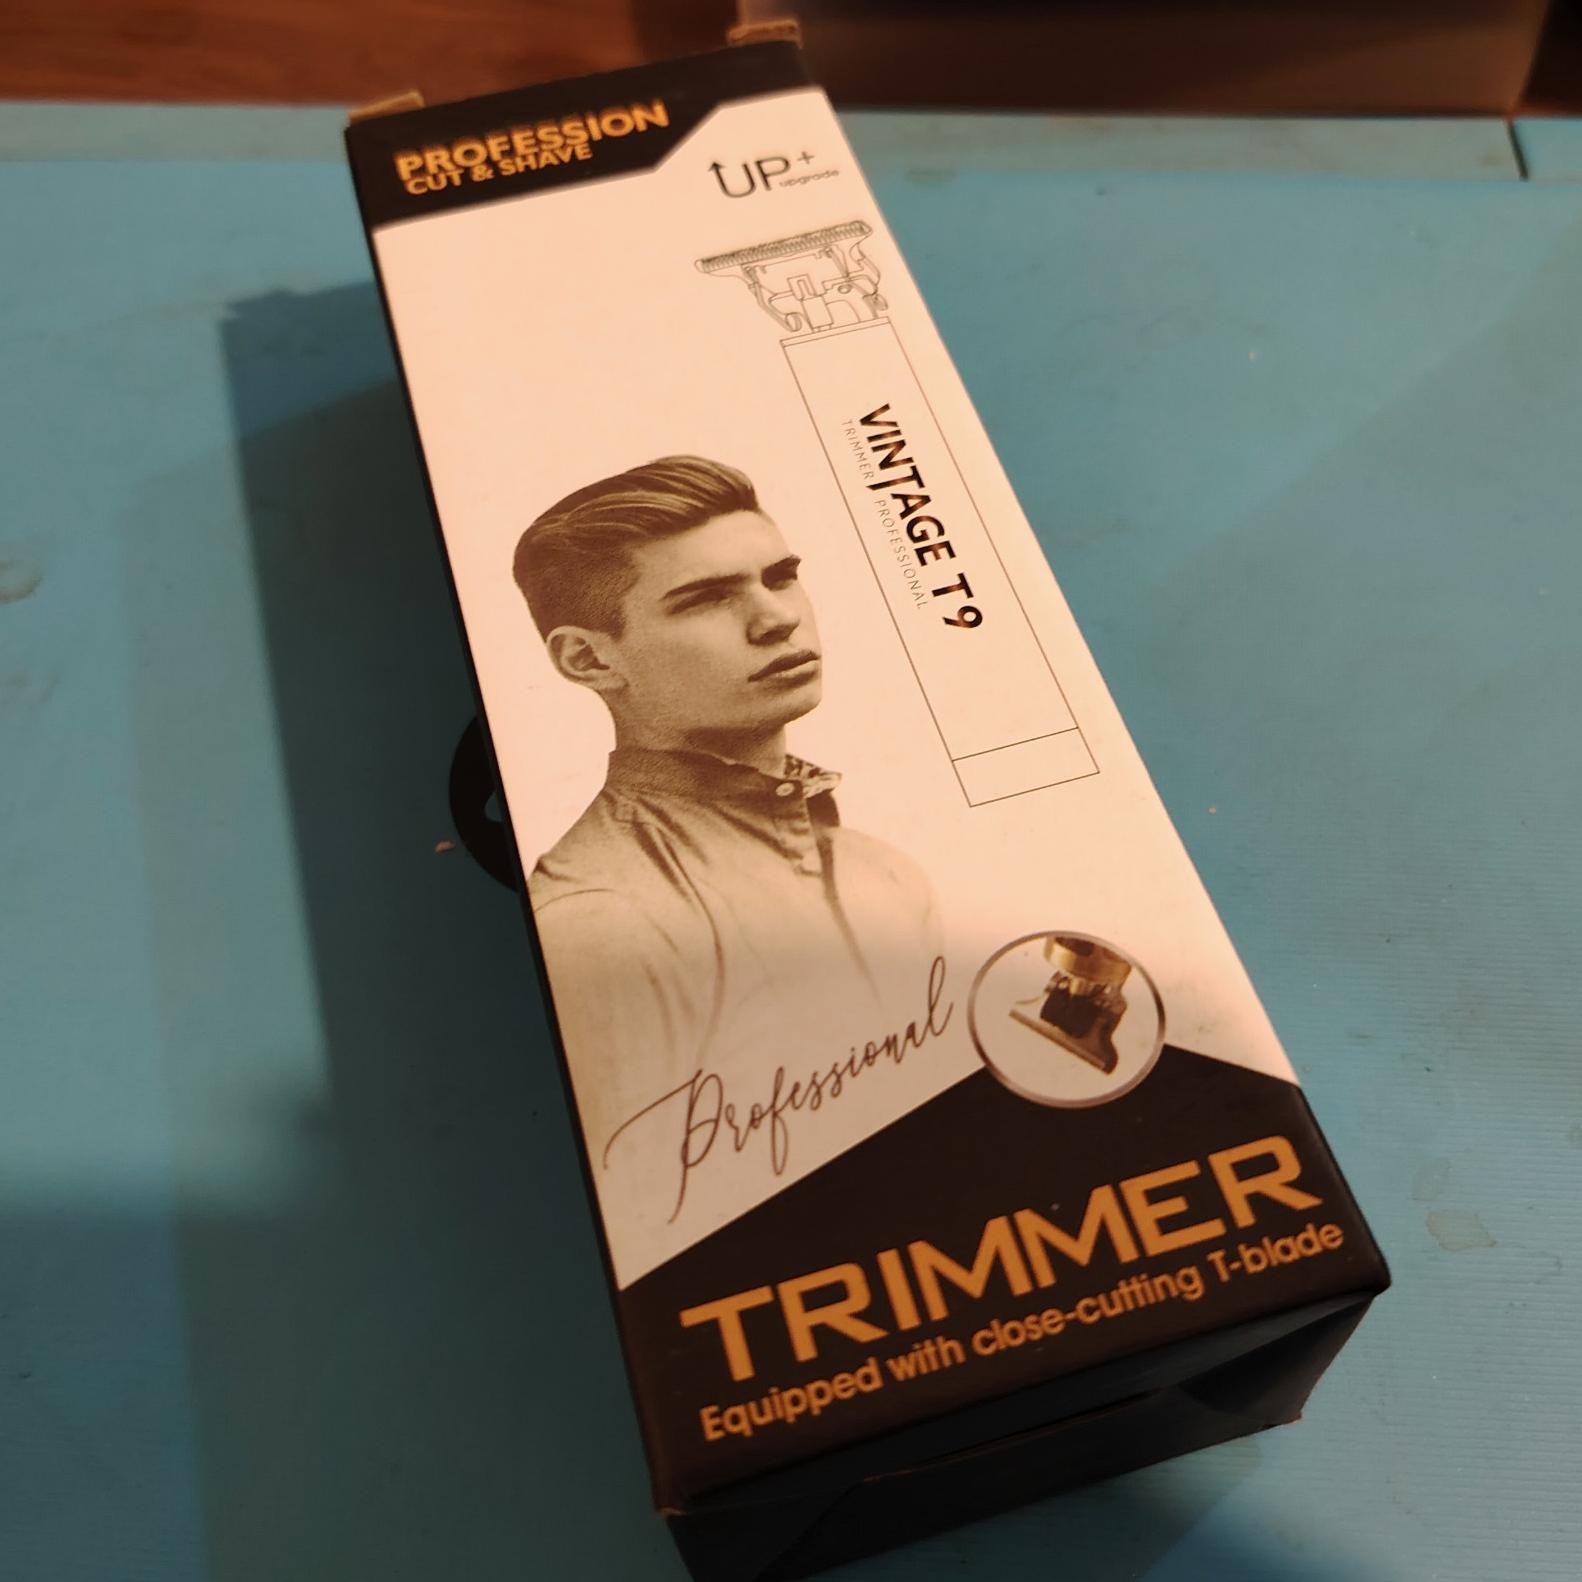 PROFESSION
CUT & SHAVE
UP+
upgrade
VINTAGE T9
TRIMMER PROFESSIONAL
Professional
TRIMMER
Equipped with close-cutting T-blade